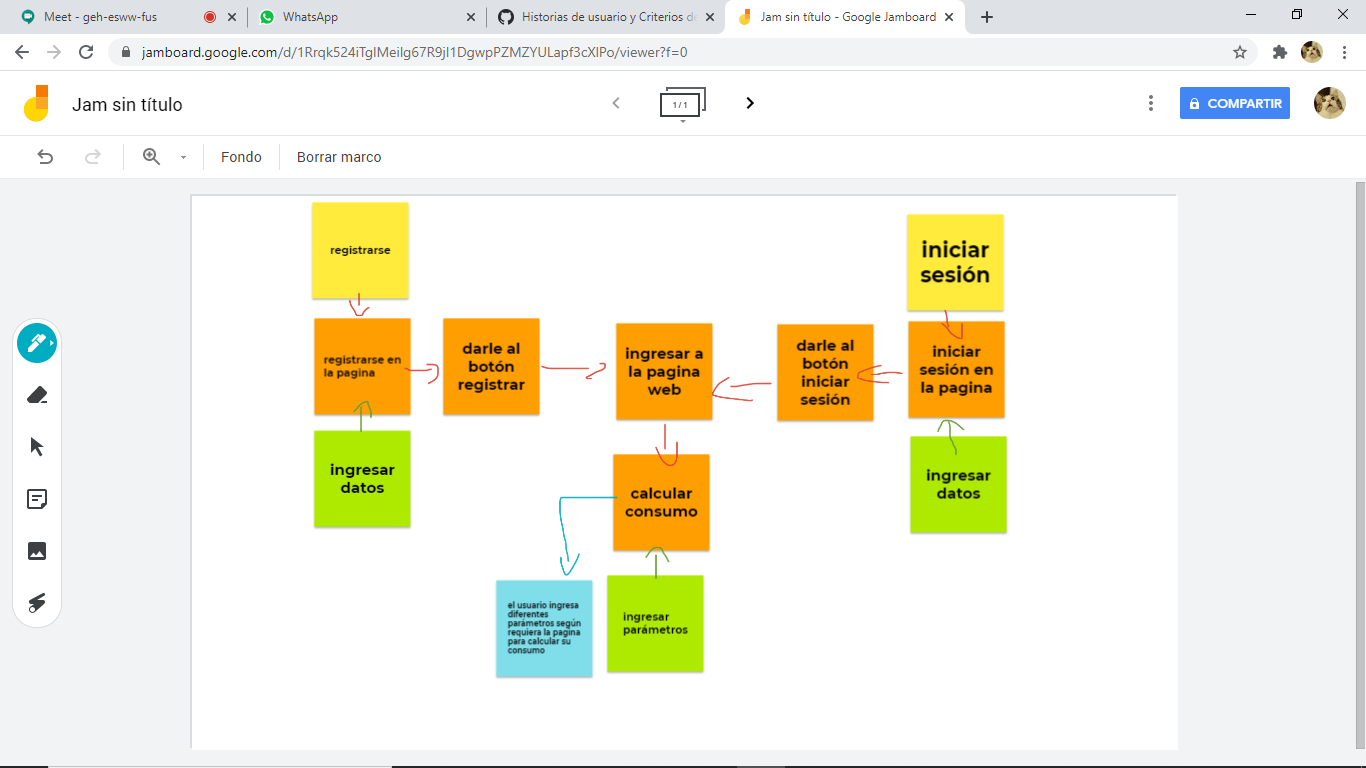 Meet - geh-esww-fus
WhatsApp
Historias de usuario y Criterios de
Jam sin título - Google Jamboard
jamboard.google.com/d/1Rrqk524iTglMeilg67R9jI1DgwpPZMZYULapf3cXlPo/viewer?f=0
Jam sin título
1 / 1
COMPARTIR
Fondo
Borrar marco
registrarse
iniciar
sesión
registrarse en
la pagina
darle al
botón
registrar
ingresar a
la pagina
web
darle al
botón
iniciar
sesión
iniciar
sesión en
la pagina
ingresar
datos
calcular
consumo
ingresar
datos
el usuario ingresa
diferentes
parámetros según
requiera la pagina
para calcular su
consumo
ingresar
parámetros